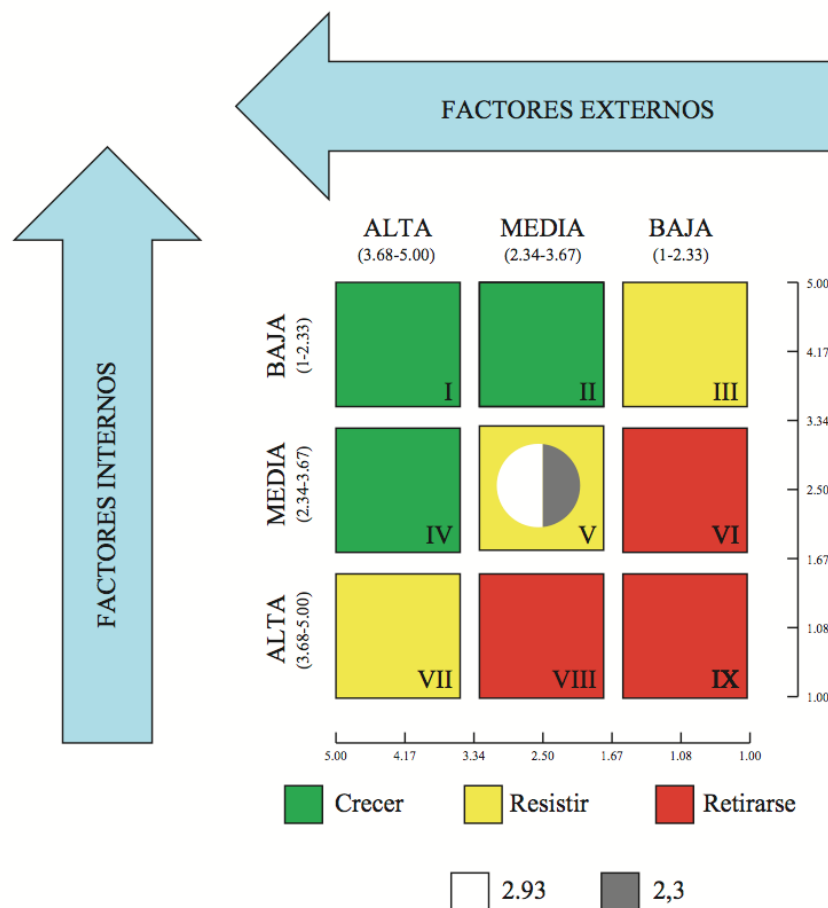 FACTORES EXTERNOS
ALTA MEDIA BAJA
(3.68-5.00) (2.34-3.67) (1-2.33)
FACTORES INTERNOS
BAJA
(1-2.33)
I II III
MEDIA
(2.34-3.67)
IV V VI
ALTA
(3.68-5.00)
VII VIII IX
5.00
4.17
3.34
2.50
1.67
1.08
1.00
5.00 4.17 3.34 2.50 1.67 1.08 1.00
Crecer Resistir Retirarse
2.93 2,3